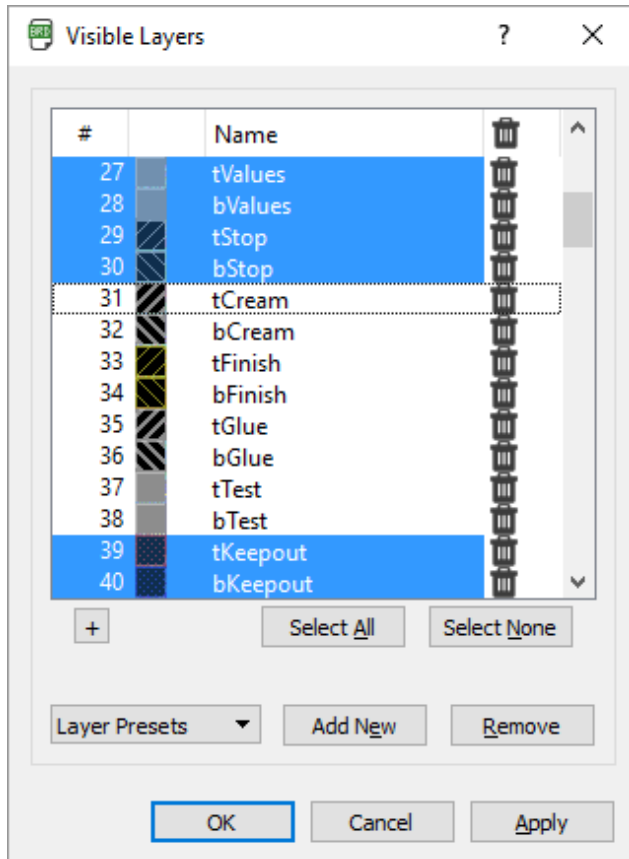 BRD Visible Layers ?
# Name
27 tValues
28 bValues
29 tStop
30 bStop
31 tCream
32 bCream
33 tFinish
34 bFinish
35 tGlue
36 bGlue
37 tTest
38 bTest
39 tKeepout
40 bKeepout
+ Select All Select None
Layer Presets Add New Remove
OK Cancel Apply